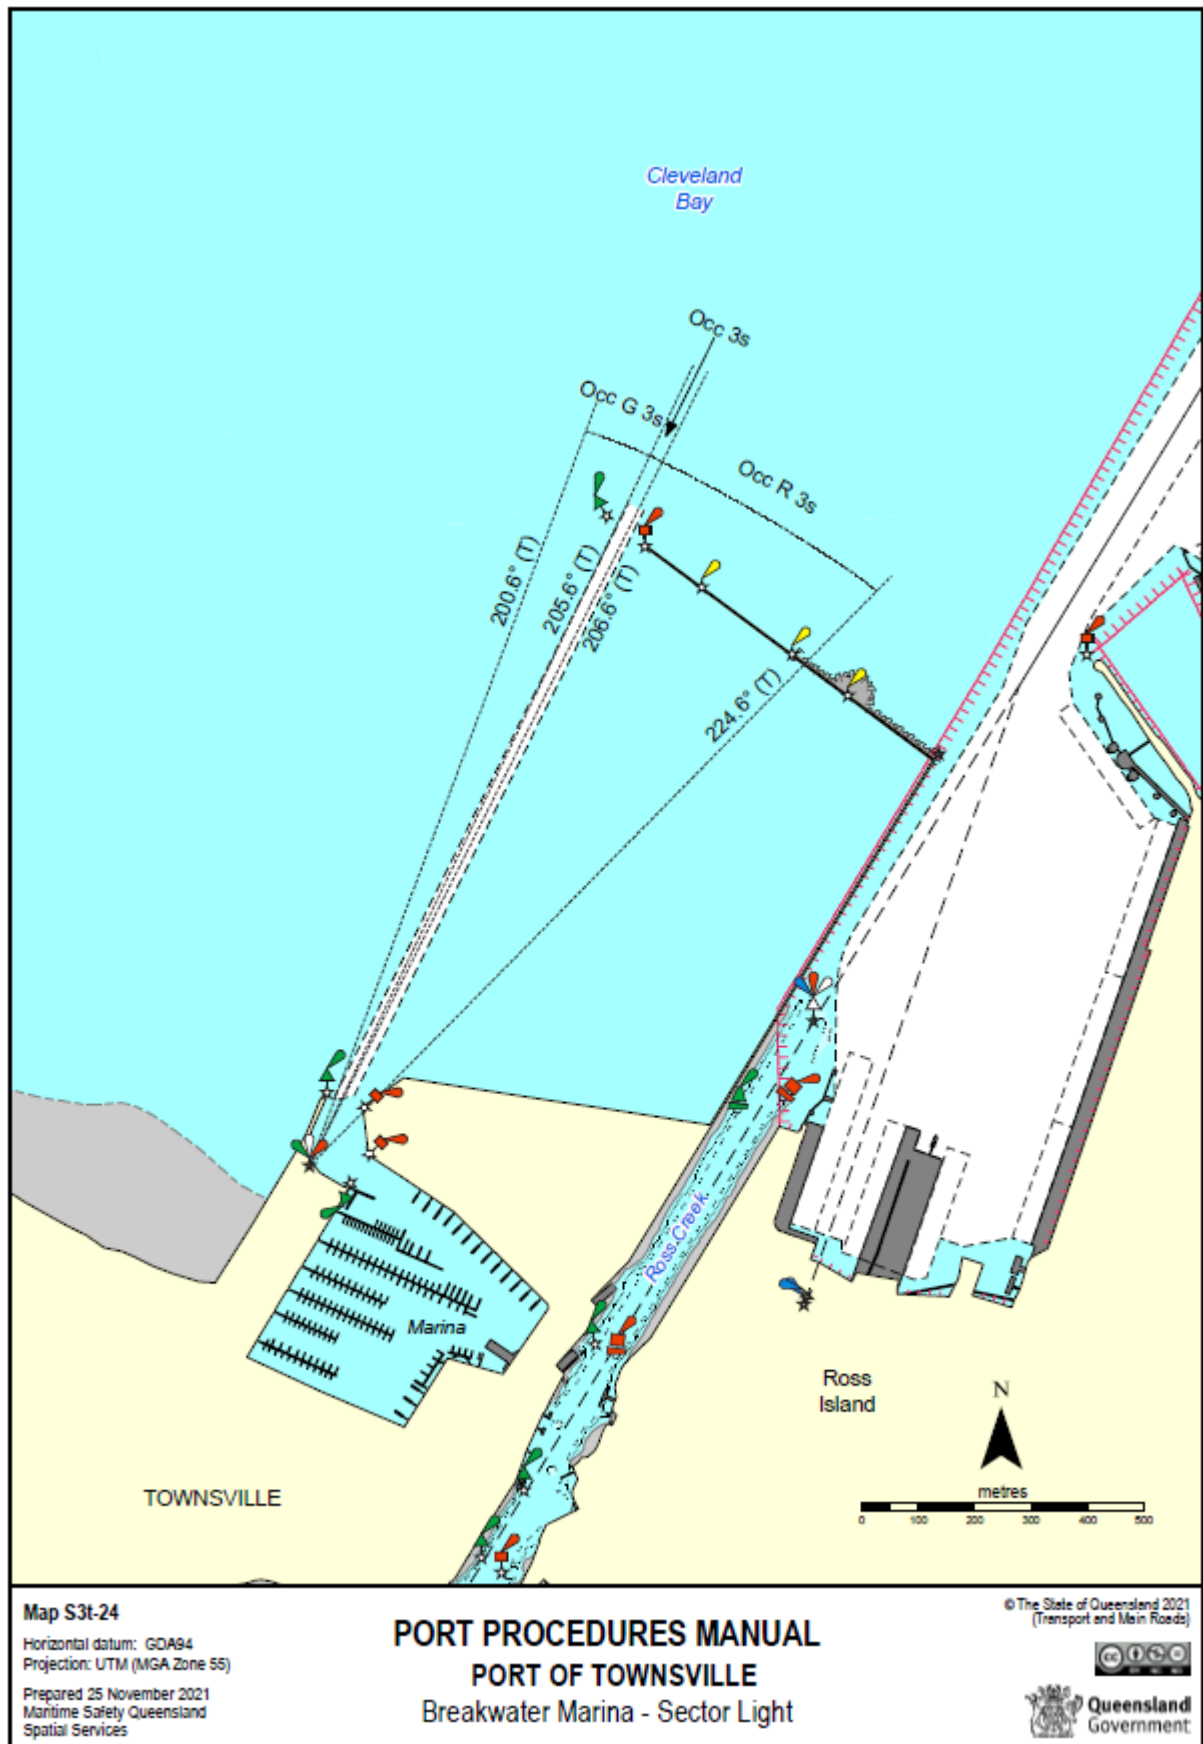 Cleveland
Bay
Occ 3s
Occ G 3s
Occ R 3s
200.6° (T)
205.6° (T)
206.6° (T)
224.6° (T)
Ross Creek
Marina
Ross
Island
N
TOWNSVILLE
metres
0 100 200 300 400 500
Map S3t-24
Horizontal datum: GDA94
Projection: UTM (MGA Zone 55)
Prepared 25 November 2021
Maritime Safety Queensland
Spatial Services
PORT PROCEDURES MANUAL
PORT OF TOWNSVILLE
Breakwater Marina - Sector Light
© The State of Queensland 2021
(Transport and Main Roads)
cc
Queensland
Government